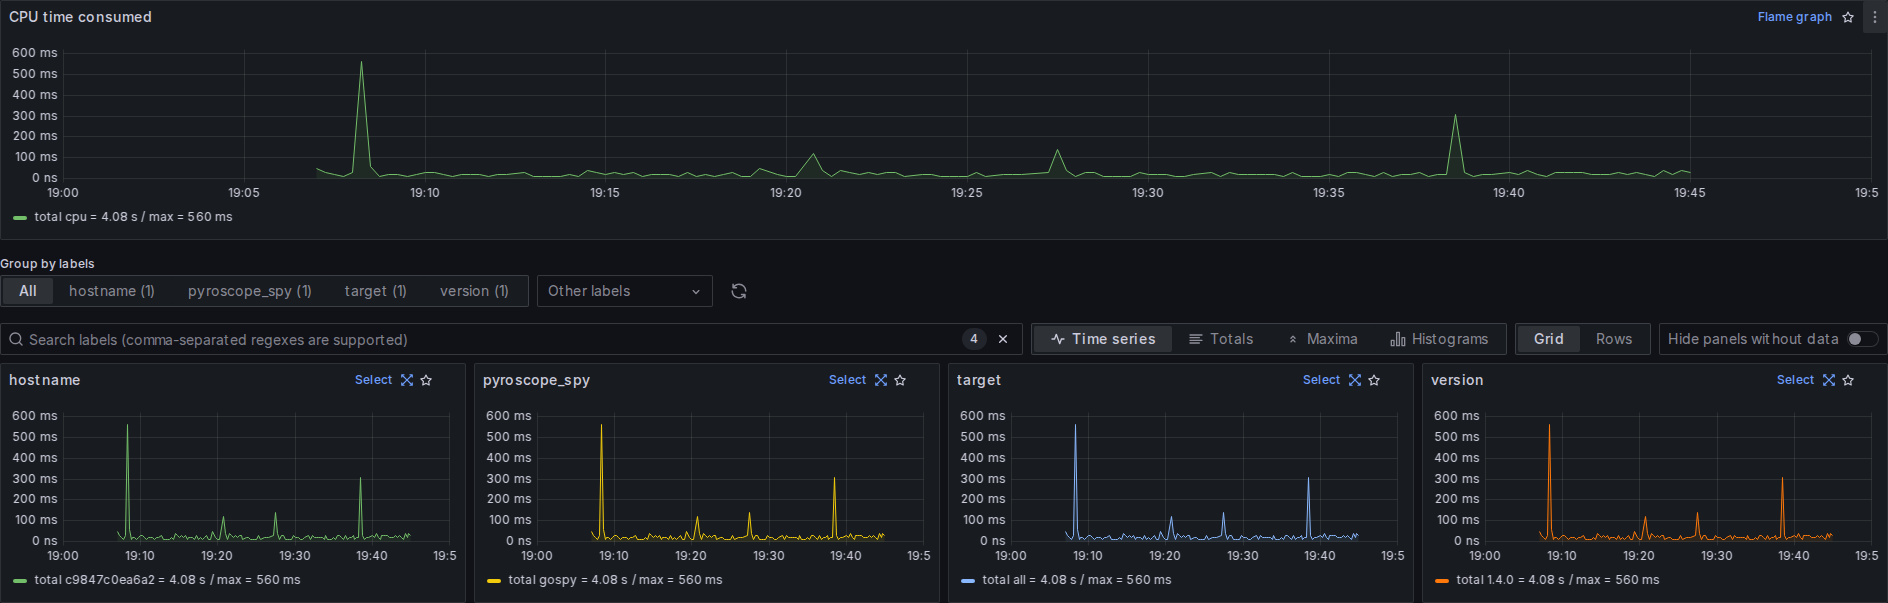 CPU time consumed
Flame graph
600 ms
500 ms
400 ms
300 ms
200 ms
100 ms
0 ns
19:00 19:05 19:10 19:15 19:20 19:25 19:30 19:35 19:40 19:45 19:5
total cpu = 4.08 s / max = 560 ms
Group by labels
All hostname (1) pyroscope_spy (1) target (1) version (1) Other labels
Search labels (comma-separated regexes are supported) 4 Time series Totals Maxima Histograms Grid Rows Hide panels without data
hostname Select
600 ms
500 ms
400 ms
300 ms
200 ms
100 ms
0 ns
19:00 19:10 19:20 19:30 19:40 19:5
total c9847c0ea6a2 = 4.08 s / max = 560 ms
pyroscope_spy Select
600 ms
500 ms
400 ms
300 ms
200 ms
100 ms
0 ns
19:00 19:10 19:20 19:30 19:40 19:5
total gospy = 4.08 s / max = 560 ms
target Select
600 ms
500 ms
400 ms
300 ms
200 ms
100 ms
0 ns
19:00 19:10 19:20 19:30 19:40 19:5
total all = 4.08 s / max = 560 ms
version Select
600 ms
500 ms
400 ms
300 ms
200 ms
100 ms
0 ns
19:00 19:10 19:20 19:30 19:40 19:5
total 1.4.0 = 4.08 s / max = 560 ms